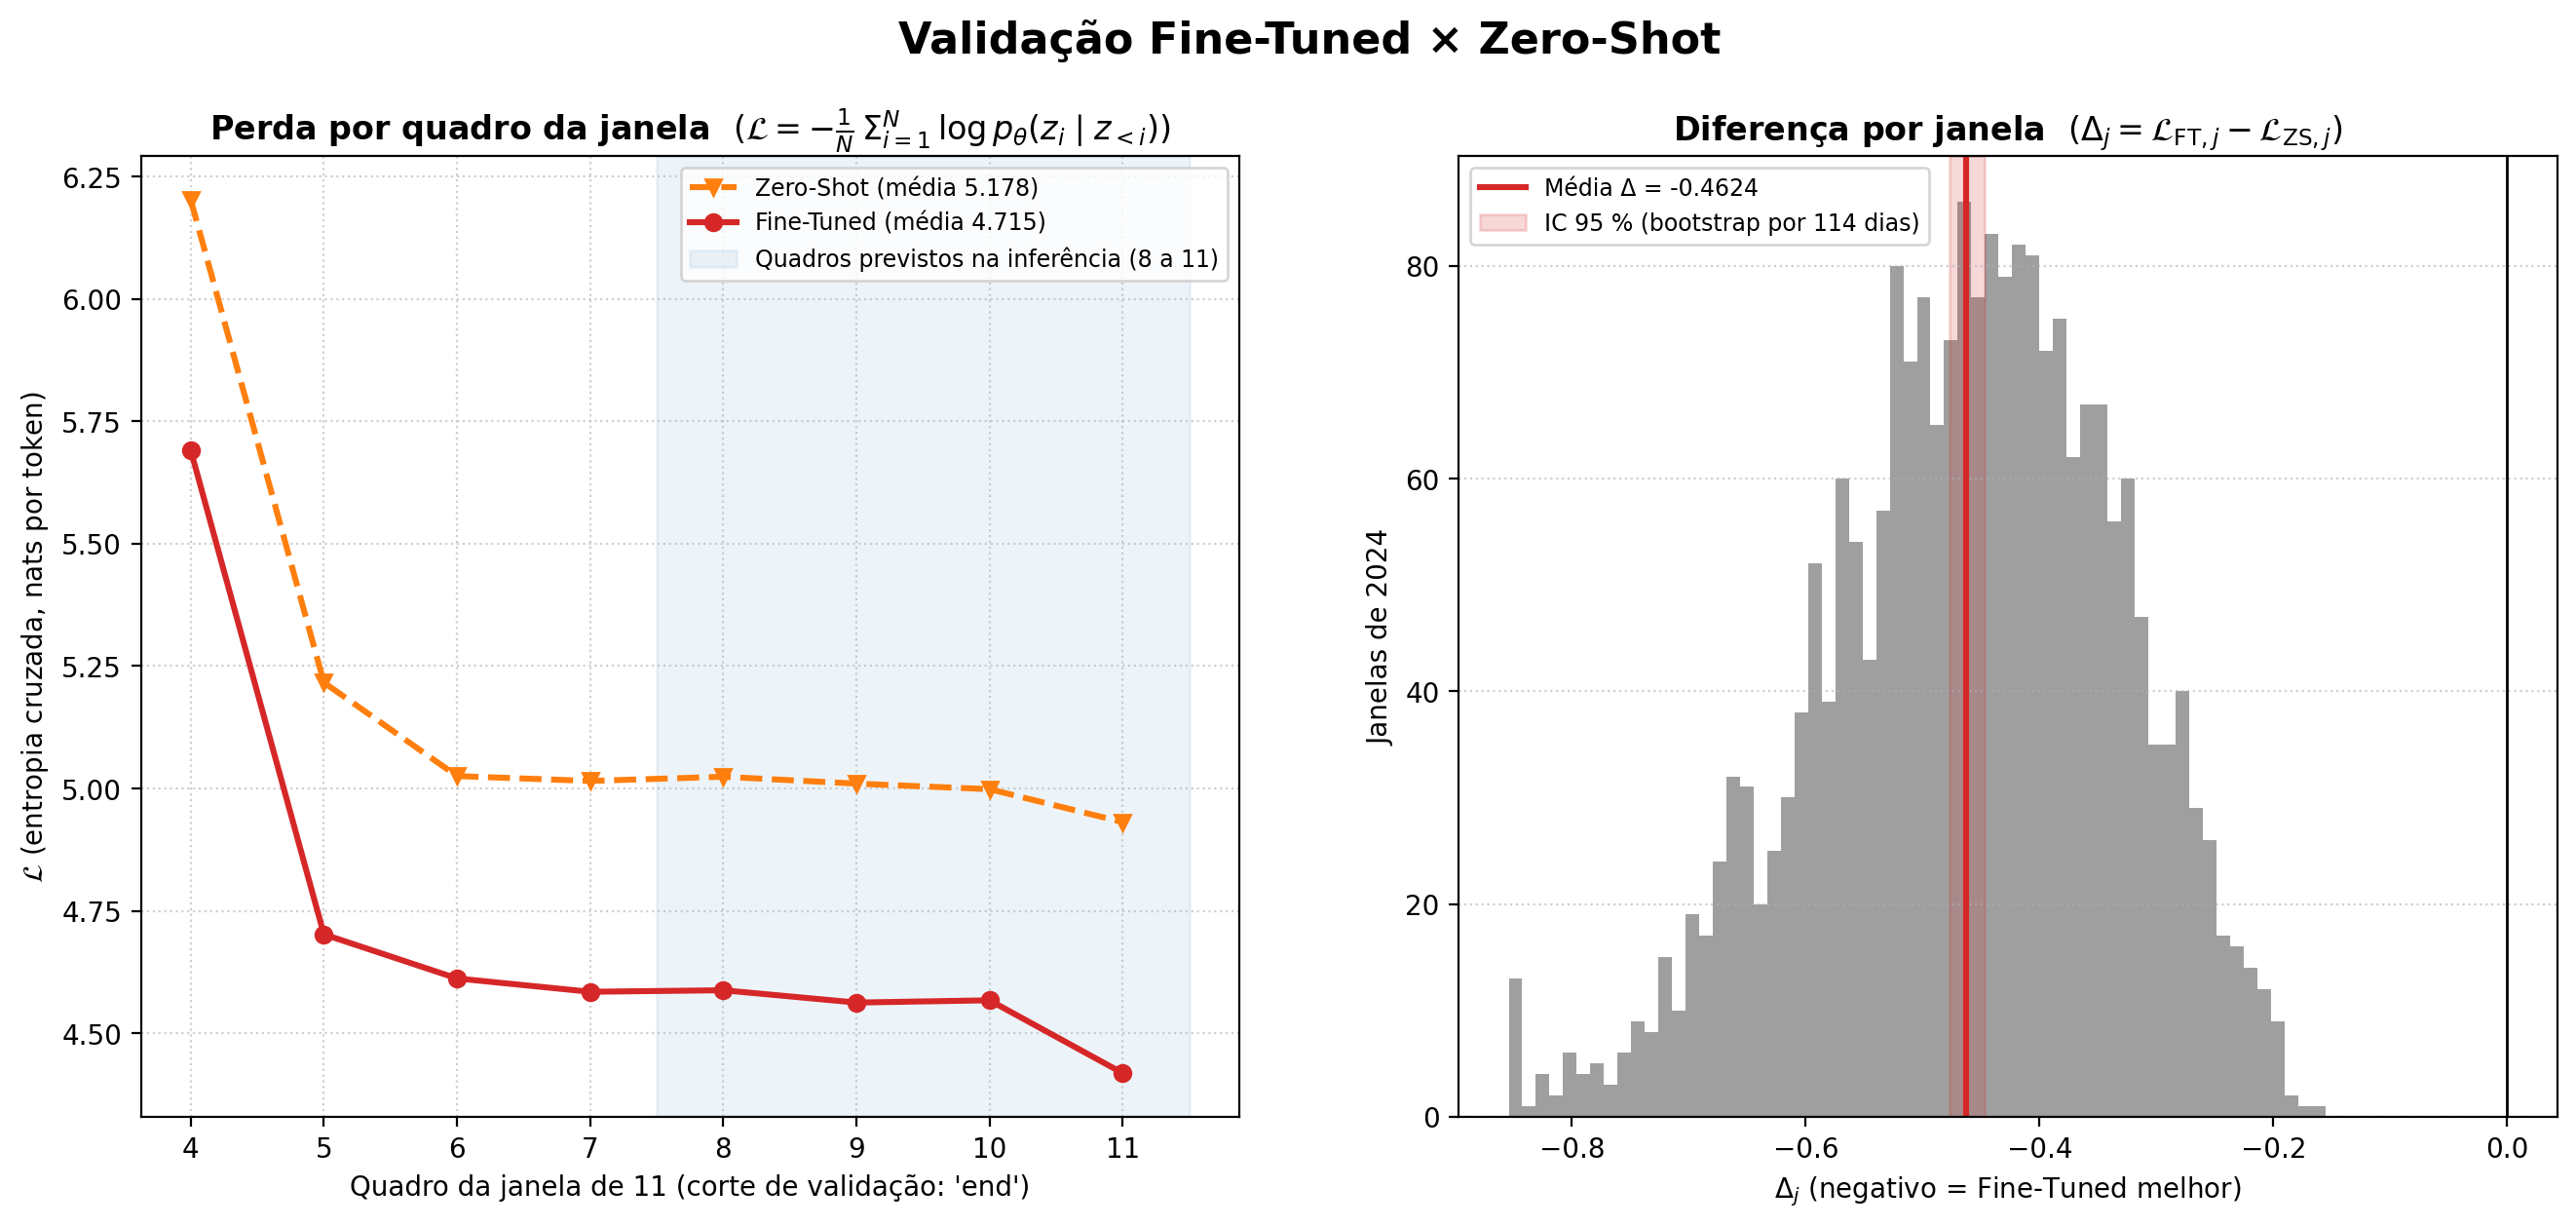 Validação Fine-Tuned × Zero-Shot
Perda por quadro da janela (ℒ = −1/N Σᵢ₌₁ᴺ log p_θ(zᵢ | z_<i))
6.25
6.00
5.75
5.50
5.25
5.00
4.75
4.50
ℒ (entropia cruzada, nats por token)
Zero-Shot (média 5.178)
Fine-Tuned (média 4.715)
Quadros previstos na inferência (8 a 11)
4 5 6 7 8 9 10 11
Quadro da janela de 11 (corte de validação: 'end')
Diferença por janela (Δ_j = ℒ_FT,j − ℒ_ZS,j)
80
60
40
20
0
Janelas de 2024
Média Δ = -0.4624
IC 95 % (bootstrap por 114 dias)
−0.8 −0.6 −0.4 −0.2 0.0
Δ_j (negativo = Fine-Tuned melhor)